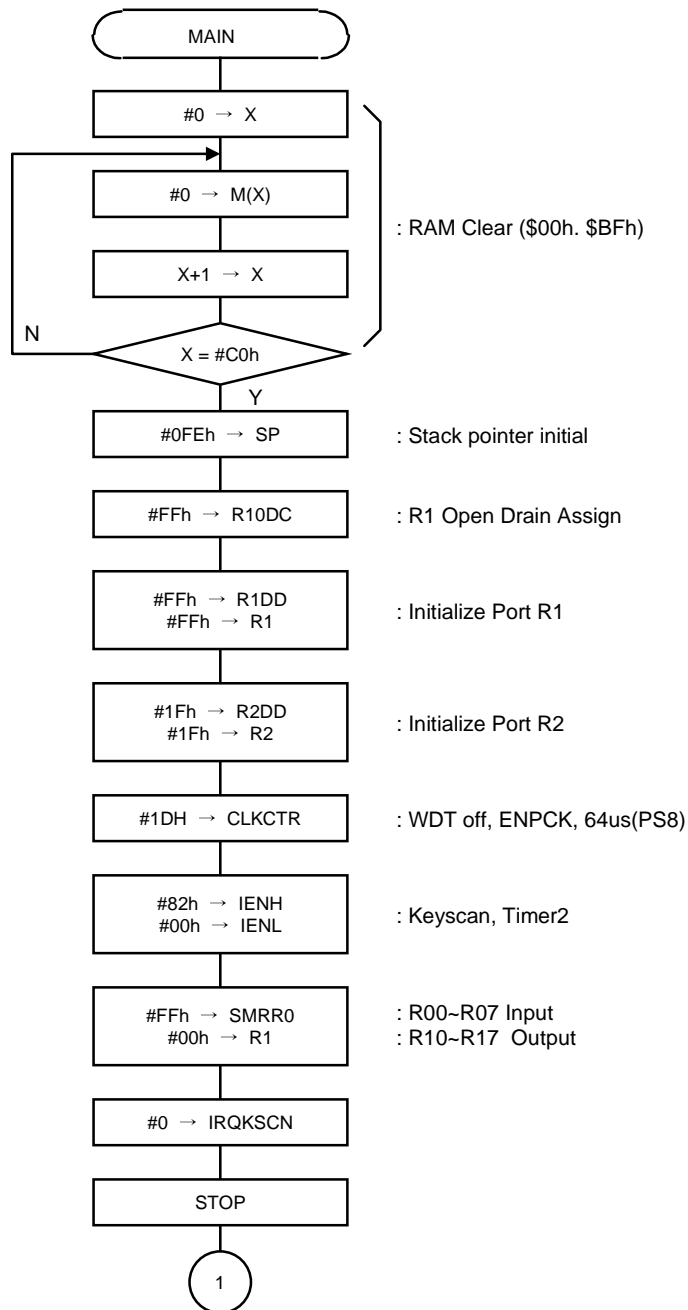 MAIN
#0 → X
#0 → M(X)
: RAM Clear ($00h. $BFh)
X+1 → X
N
X = #C0h
Y
#0FEh → SP
: Stack pointer initial
#FFh → R10DC
: R1 Open Drain Assign
#FFh → R1DD
#FFh → R1
: Initialize Port R1
#1Fh → R2DD
#1Fh → R2
: Initialize Port R2
#1DH → CLKCTR
: WDT off, ENPCK, 64us(PS8)
#82h → IENH
#00h → IENL
: Keyscan, Timer2
#FFh → SMRR0
#00h → R1
: R00~R07 Input
: R10~R17 Output
#0 → IRQKSCN
STOP
1